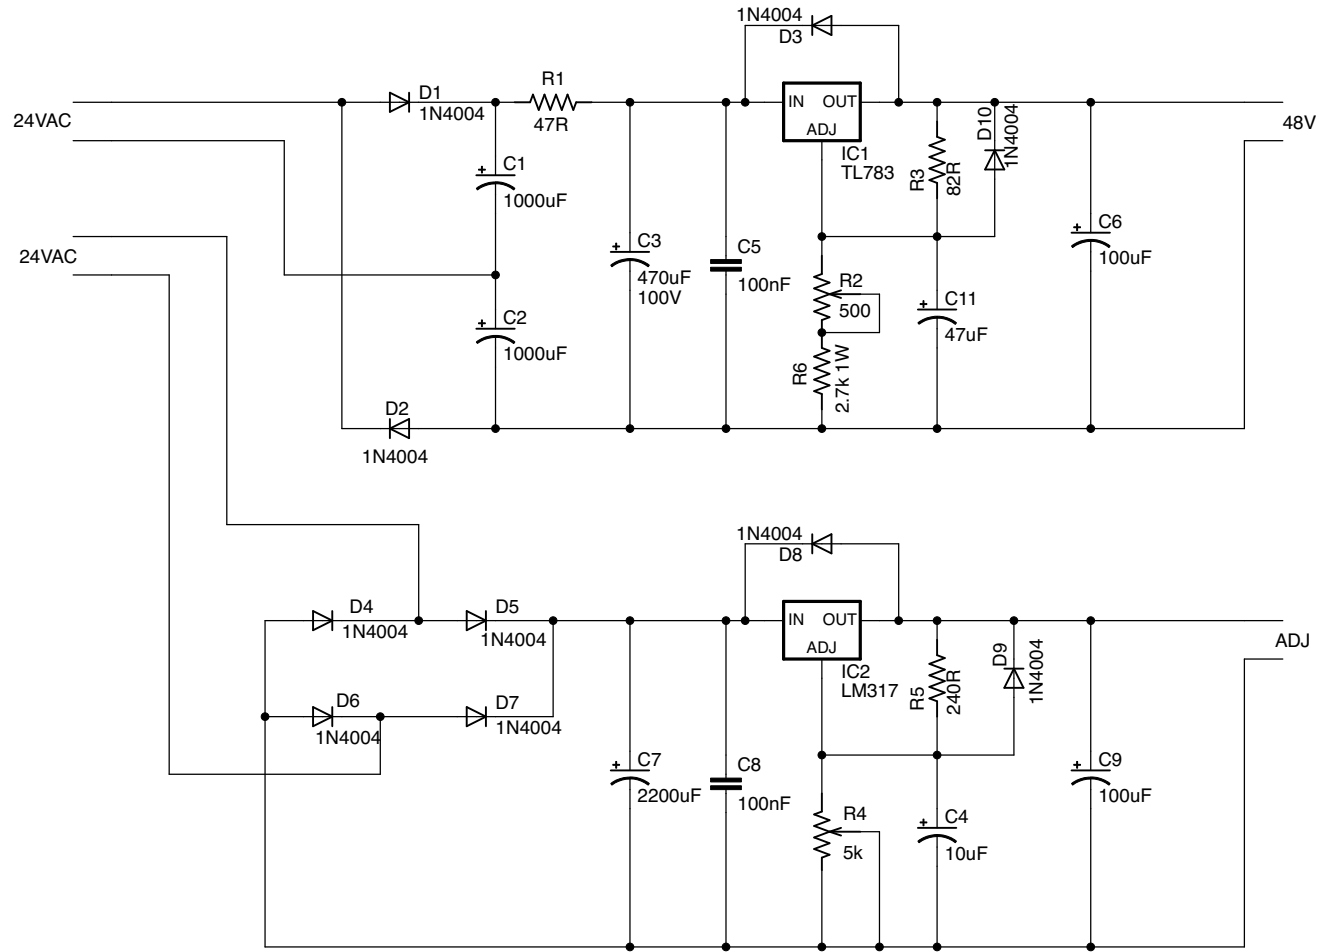 1N4004
D3
D1
1N4004
R1
47R
24VAC
IN OUT
ADJ
IC1
TL783
R3
82R
D10
1N4004
48V
C1
1000uF
24VAC
C3
470uF
100V
C5
100nF
R2
500
C11
47uF
C6
100uF
C2
1000uF
R6
2.7k 1W
D2
1N4004
1N4004
D8
D4
1N4004
D5
1N4004
IN OUT
ADJ
IC2
LM317
R5
240R
D9
1N4004
ADJ
D6
1N4004
D7
1N4004
C7
2200uF
C8
100nF
R4
5k
C4
10uF
C9
100uF
+
+
+
+
+
+
+
+